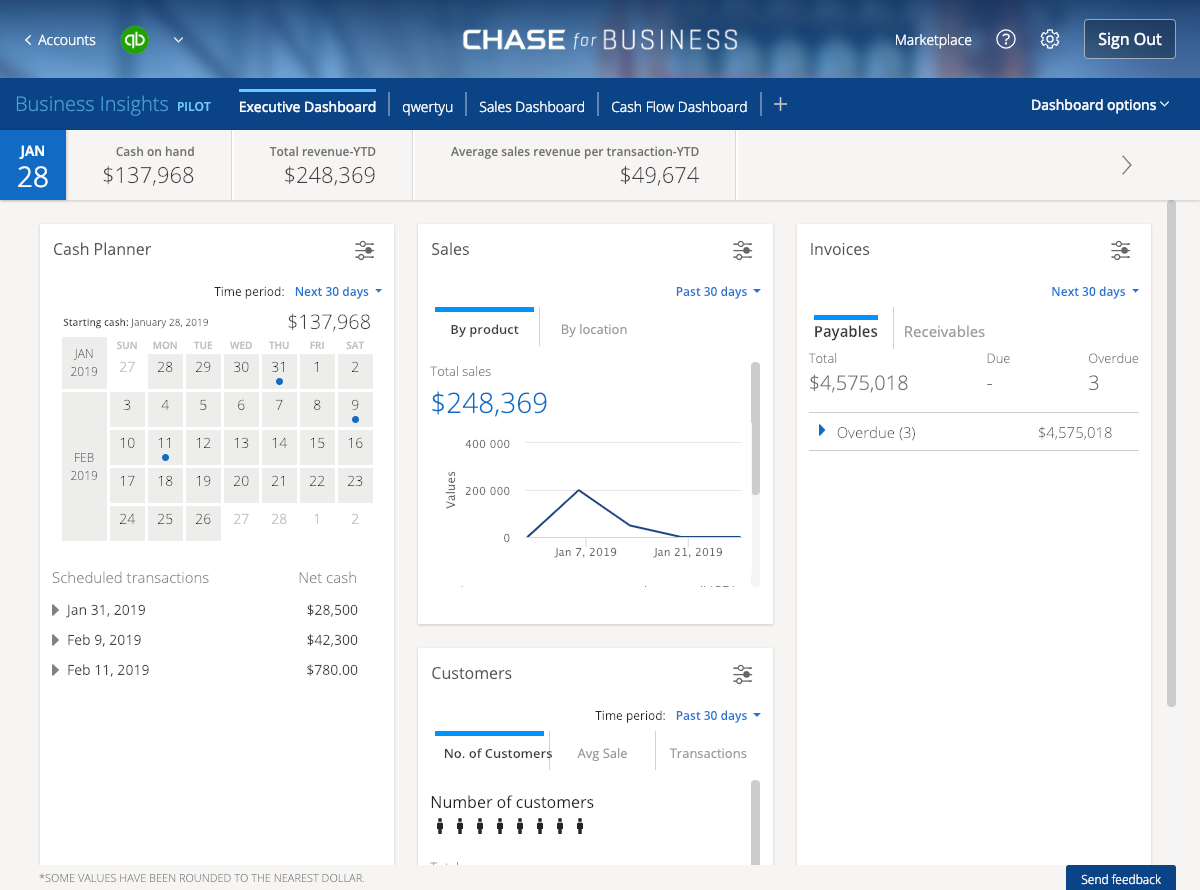 Accounts
qb
CHASE for BUSINESS
Marketplace
?
Sign Out
Business Insights PILOT
Executive Dashboard
qwertyu
Sales Dashboard
Cash Flow Dashboard
+
Dashboard options
JAN
28
Cash on hand
$137,968
Total revenue-YTD
$248,369
Average sales revenue per transaction-YTD
$49,674
Cash Planner
Time period: Next 30 days
Starting cash: January 28, 2019
$137,968
SUN MON TUE WED THU FRI SAT
JAN
2019
27 28 29 30 31 1 2
3 4 5 6 7 8 9
10 11 12 13 14 15 16
FEB
2019
17 18 19 20 21 22 23
24 25 26 27 28 1 2
Scheduled transactions Net cash
Jan 31, 2019 $28,500
Feb 9, 2019 $42,300
Feb 11, 2019 $780.00
Sales
Past 30 days
By product By location
Total sales
$248,369
400 000
200 000
0
Values
Jan 7, 2019 Jan 21, 2019
Customers
Time period: Past 30 days
No. of Customers Avg Sale Transactions
Number of customers
Invoices
Next 30 days
Payables Receivables
Total Due Overdue
$4,575,018 - 3
Overdue (3) $4,575,018
*SOME VALUES HAVE BEEN ROUNDED TO THE NEAREST DOLLAR.
Send feedback